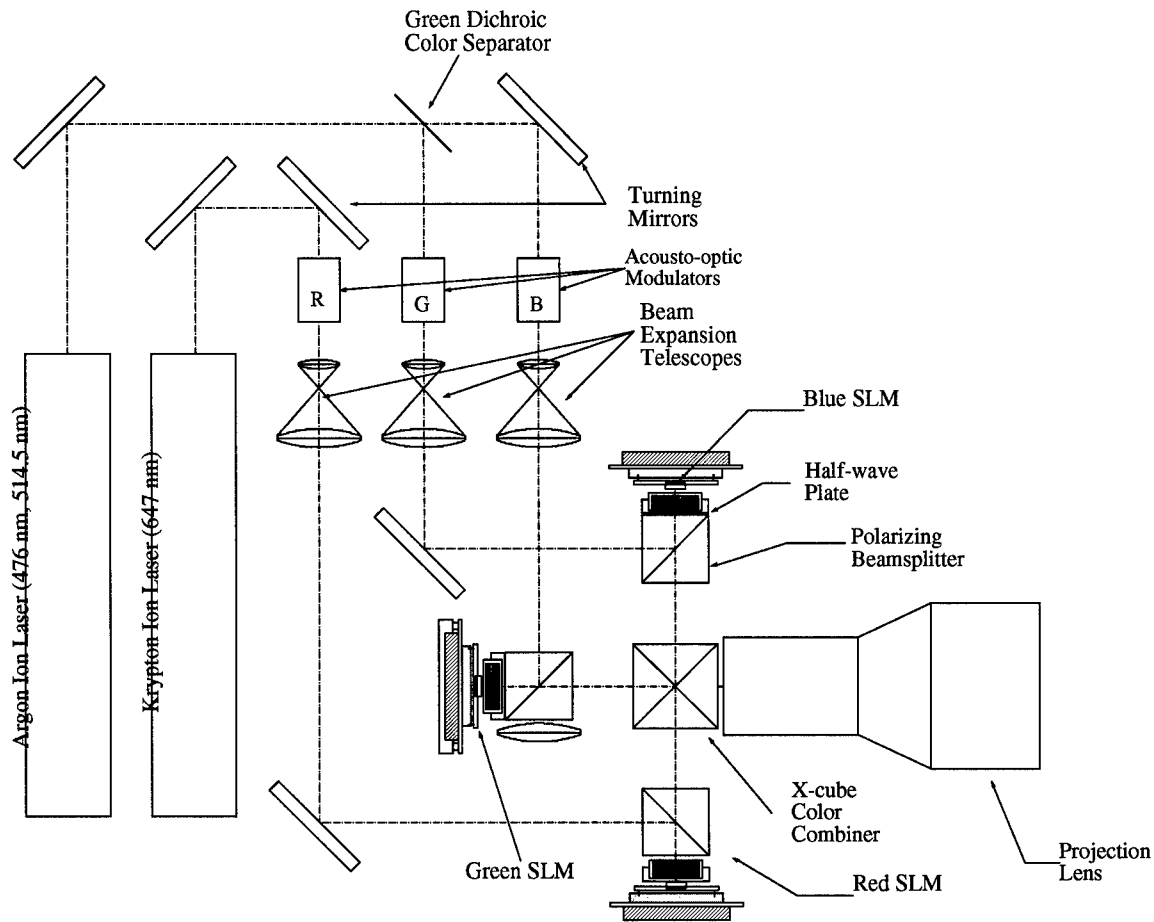 Green Dichroic
Color Separator
Turning
Mirrors
Acousto-optic
Modulators
R
G
B
Beam
Expansion
Telescopes
Blue SLM
Half-wave
Plate
Polarizing
Beamsplitter
Argon Ion Laser (476 nm, 514.5 nm)
Krypton Ion Laser (647 nm)
X-cube
Color
Combiner
Green SLM
Red SLM
Projection
Lens